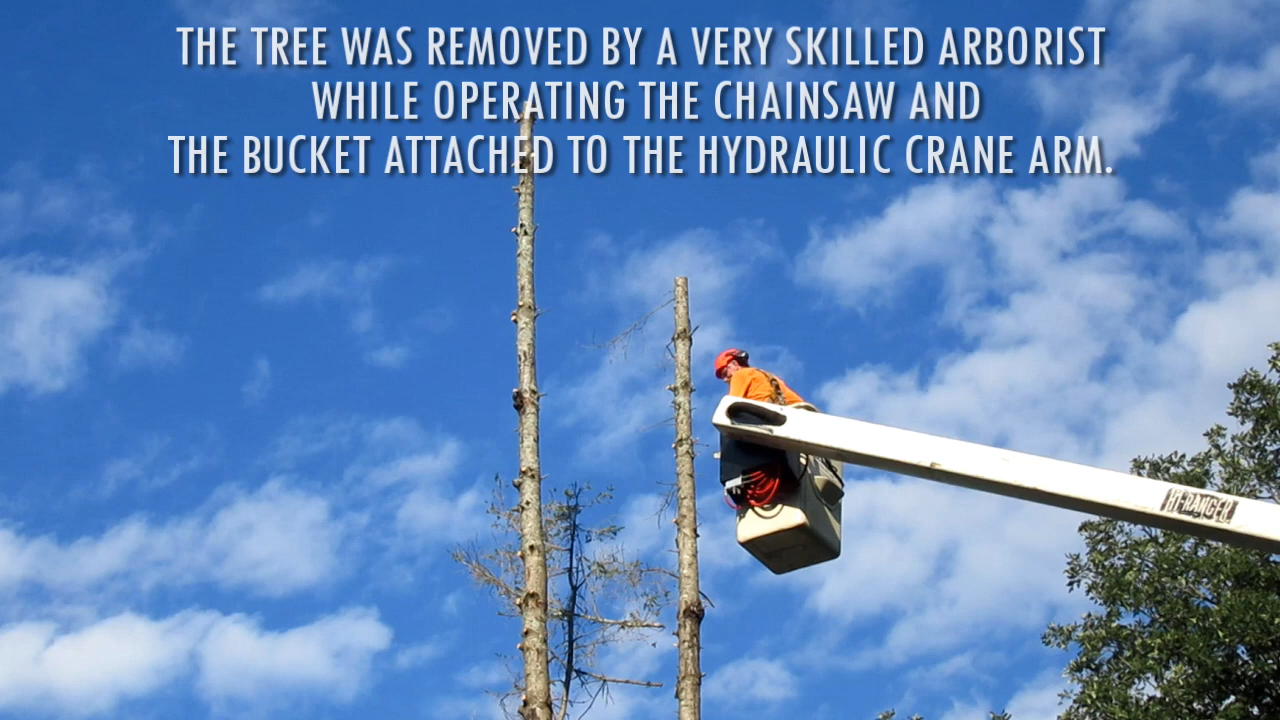 THE TREE WAS REMOVED BY A VERY SKILLED ARBORIST
WHILE OPERATING THE CHAINSAW AND
THE BUCKET ATTACHED TO THE HYDRAULIC CRANE ARM.
HI-RANGER